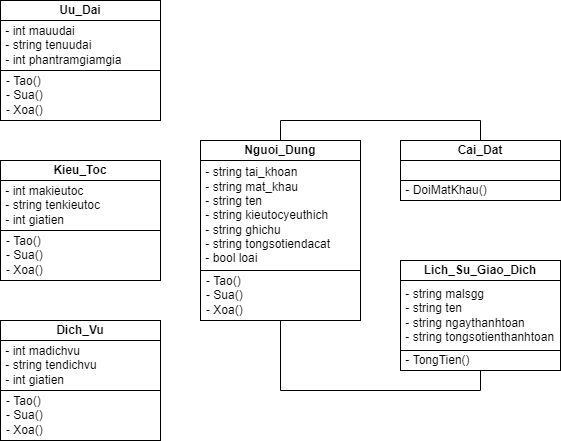 Uu_Dai
- int mauudai
- string tenuudai
- int phantramgiamgia
- Tao()
- Sua()
- Xoa()
Kieu_Toc
- int makieutoc
- string tenkieutoc
- int giatien
- Tao()
- Sua()
- Xoa()
Dich_Vu
- int madichvu
- string tendichvu
- int giatien
- Tao()
- Sua()
- Xoa()
Nguoi_Dung
- string tai_khoan
- string mat_khau
- string ten
- string kieutocyeuthich
- string ghichu
- string tongsotiendacat
- bool loai
- Tao()
- Sua()
- Xoa()
Cai_Dat
- DoiMatKhau()
Lich_Su_Giao_Dich
- string malsgg
- string ten
- string ngaythanhtoan
- string tongsotienthanhtoan
- TongTien()